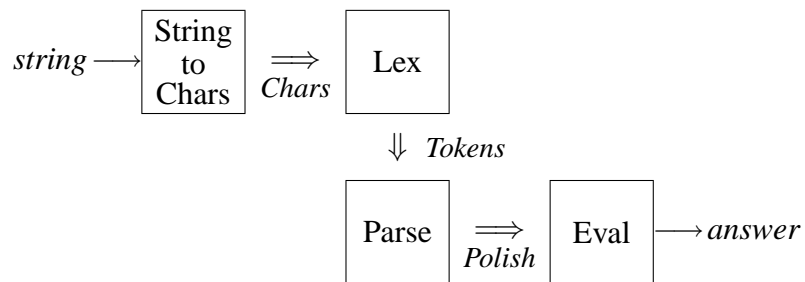 string
String
to
Chars
Chars
Lex
Tokens
Parse
Polish
Eval
answer